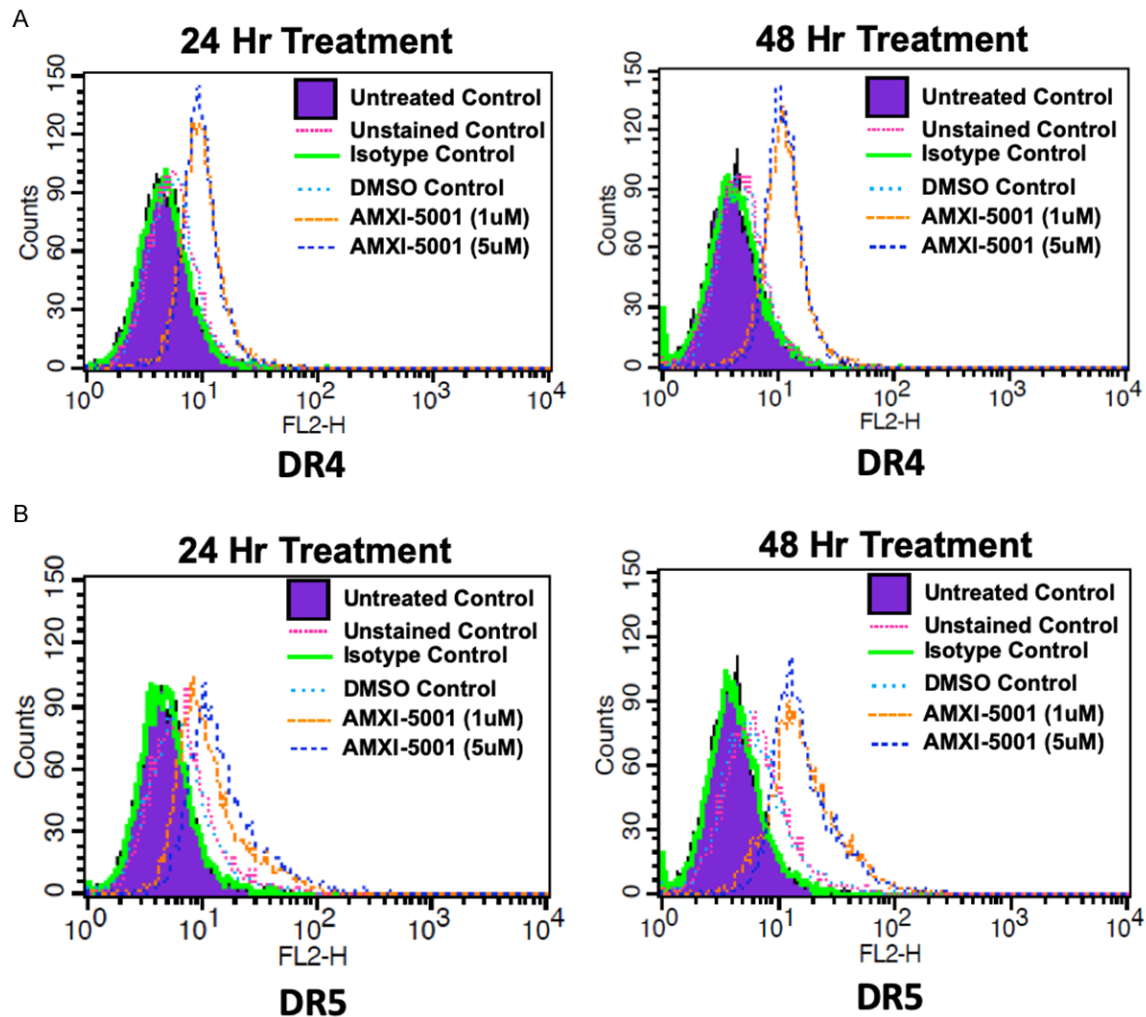 A
24 Hr Treatment
48 Hr Treatment
150
120
90
60
30
0
Counts
Untreated Control
Unstained Control
Isotype Control
DMSO Control
AMXI-5001 (1uM)
AMXI-5001 (5uM)
10^0 10^1 10^2 10^3 10^4
FL2-H
DR4
150
120
90
60
30
0
Counts
Untreated Control
Unstained Control
Isotype Control
DMSO Control
AMXI-5001 (1uM)
AMXI-5001 (5uM)
10^0 10^1 10^2 10^3 10^4
FL2-H
DR4
B
24 Hr Treatment
48 Hr Treatment
150
120
90
60
30
0
Counts
Untreated Control
Unstained Control
Isotype Control
DMSO Control
AMXI-5001 (1uM)
AMXI-5001 (5uM)
10^0 10^1 10^2 10^3 10^4
FL2-H
DR5
150
120
90
60
30
0
Counts
Untreated Control
Unstained Control
Isotype Control
DMSO Control
AMXI-5001 (1uM)
AMXI-5001 (5uM)
10^0 10^1 10^2 10^3 10^4
FL2-H
DR5